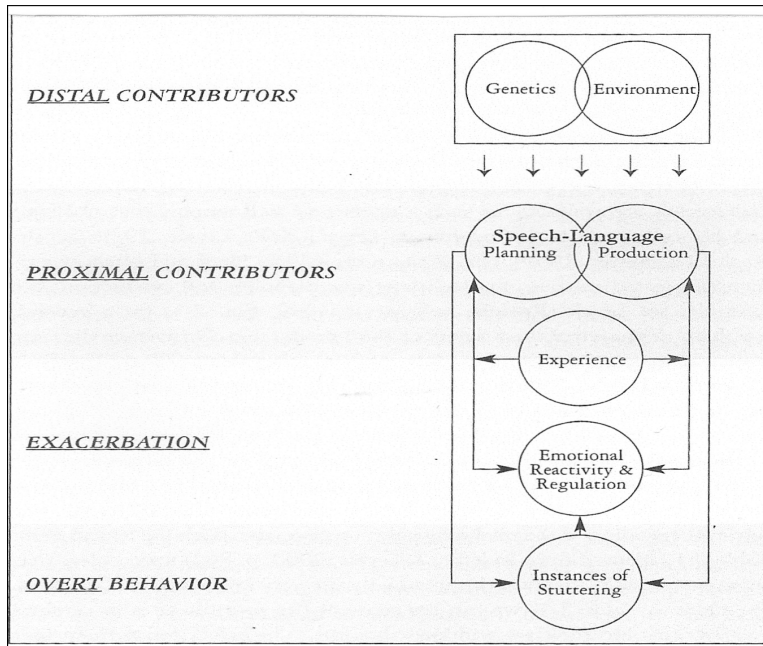 DISTAL CONTRIBUTORS
Genetics
Environment
Speech-Language
Planning
Production
PROXIMAL CONTRIBUTORS
Experience
EXACERBATION
Emotional
Reactivity &
Regulation
OVERT BEHAVIOR
Instances of
Stuttering